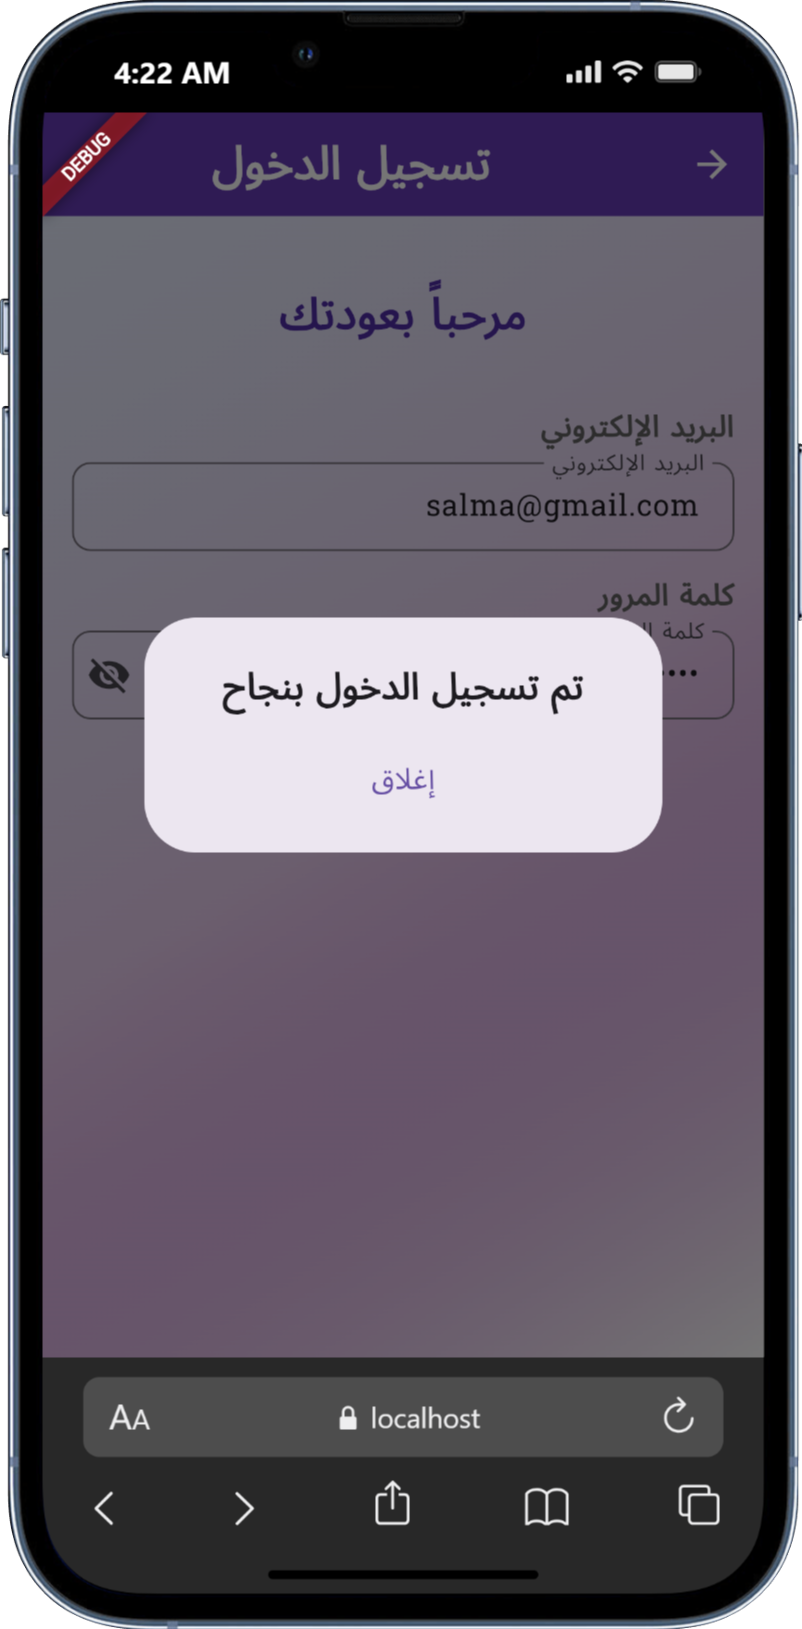 4:22 AM
DEBUG
تسجيل الدخول
مرحباً بعودتك
البريد الإلكتروني
البريد الإلكتروني
salma@gmail.com
كلمة المرور
كلمة
تم تسجيل الدخول بنجاح
إغلاق
AA
localhost